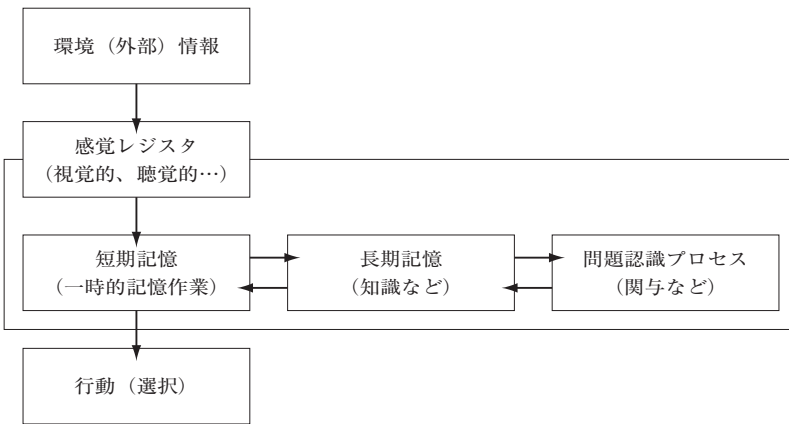 環境（外部）情報
感覚レジスタ
（視覚的、聴覚的…）
短期記憶
（一時的記憶作業）
長期記憶
（知識など）
問題認識プロセス
（関与など）
行動（選択）